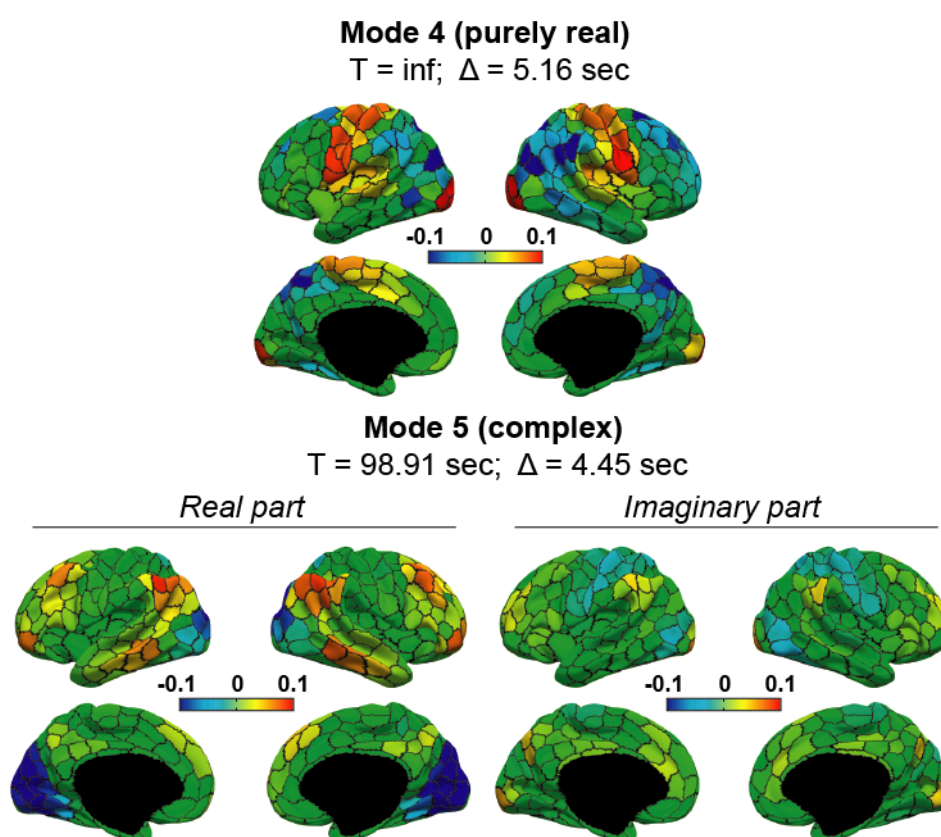 Mode 4 (purely real)
T = inf; Δ = 5.16 sec
-0.1 0 0.1
Mode 5 (complex)
T = 98.91 sec; Δ = 4.45 sec
Real part
Imaginary part
-0.1 0 0.1
-0.1 0 0.1